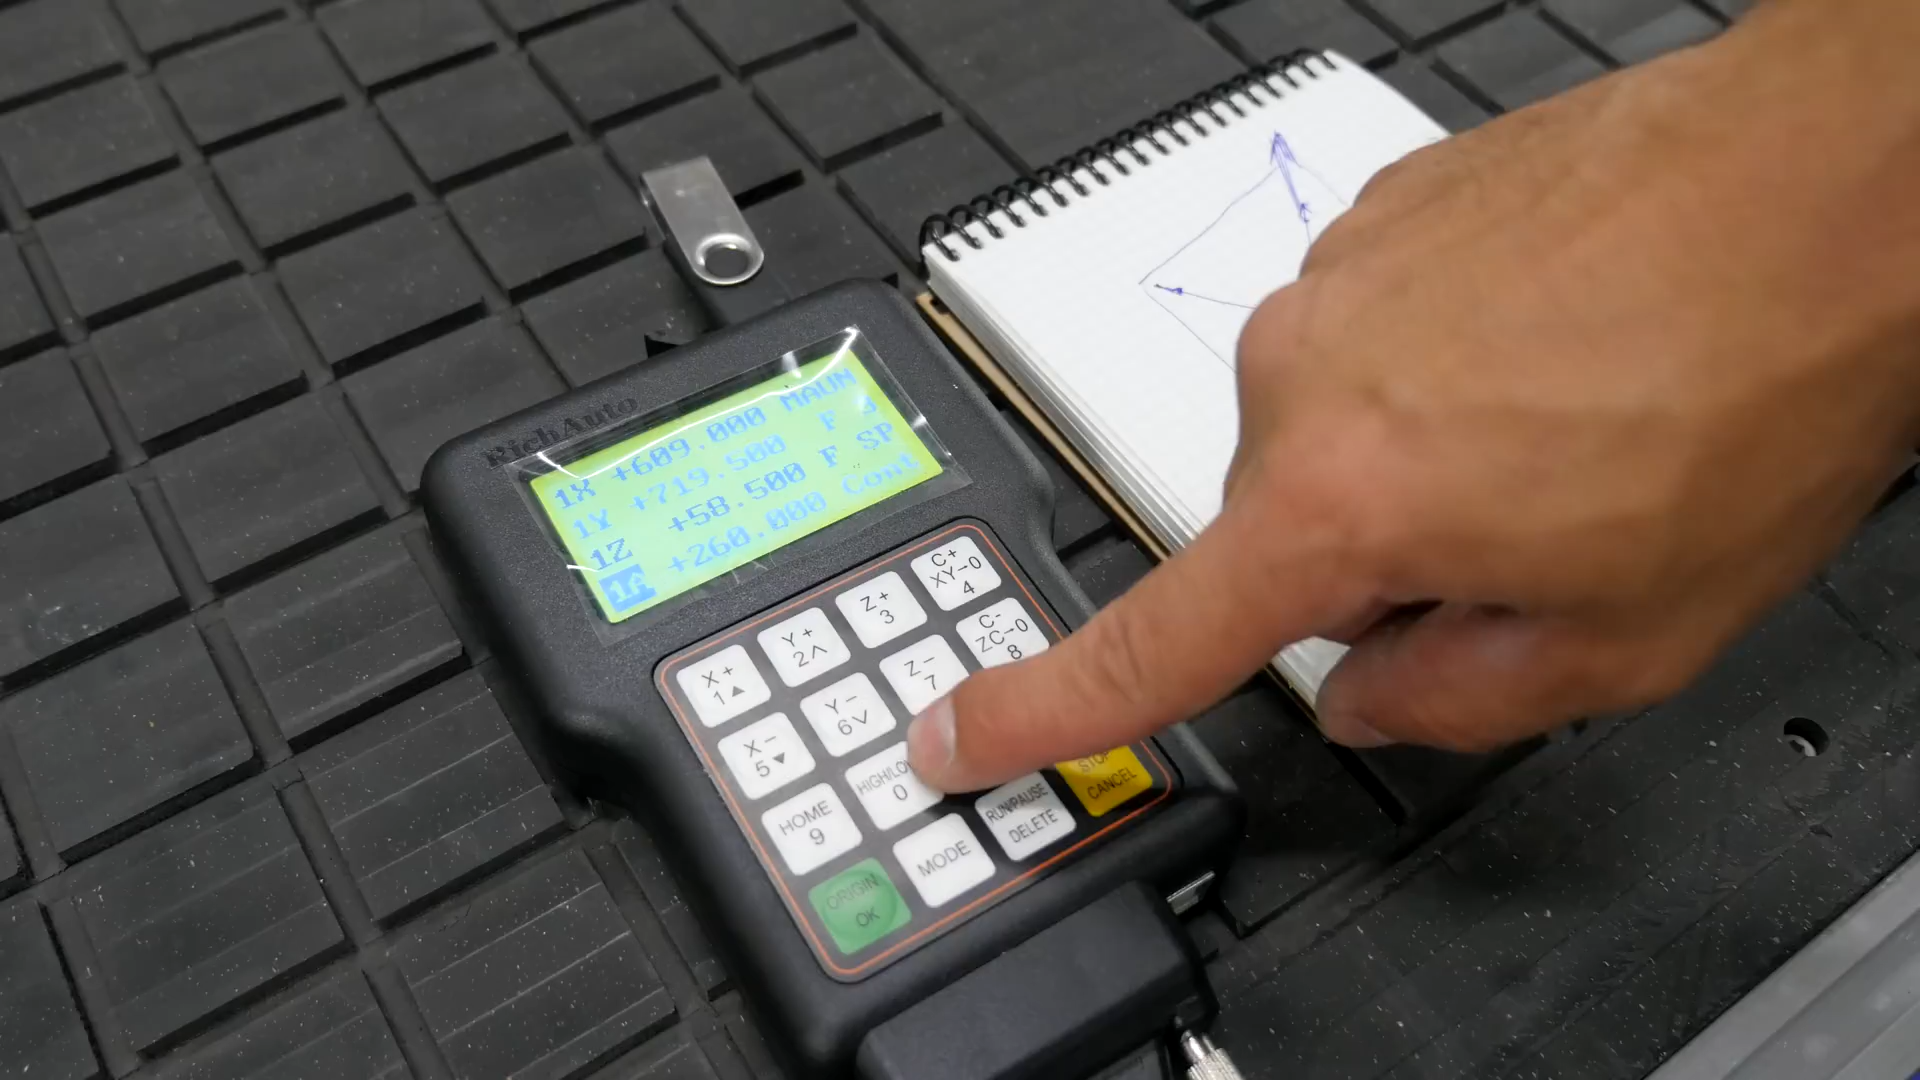 RichAuto
1X +609.000 MAUN
1Y +719.500 F
1Z +58.500 F SP
1A +260.000 Cont
X+
1▲
Y+
2∧
Z+
3
C+
XY-0
4
X-
5▼
Y-
6∨
Z-
7
C-
ZC-0
8
HOME
9
0
STOP
CANCEL
ORIGIN
OK
MODE
RUN/PAUSE
DELETE